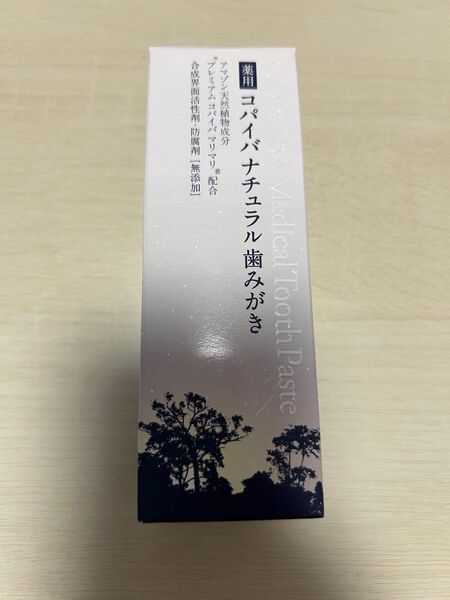 薬用 コパイバ ナチュラル 歯みがき
アマゾン天然植物成分
※プレミアム コパイバ マリマリ®配合
合成界面活性剤・防腐剤［無添加］
Medical Tooth Paste